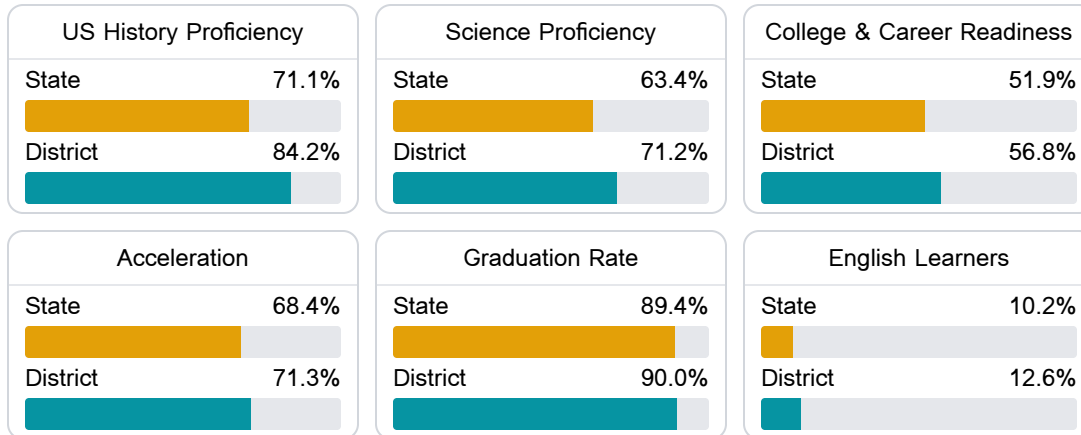 US History Proficiency
State 71.1%
District 84.2%
Science Proficiency
State 63.4%
District 71.2%
College & Career Readiness
State 51.9%
District 56.8%
Acceleration
State 68.4%
District 71.3%
Graduation Rate
State 89.4%
District 90.0%
English Learners
State 10.2%
District 12.6%